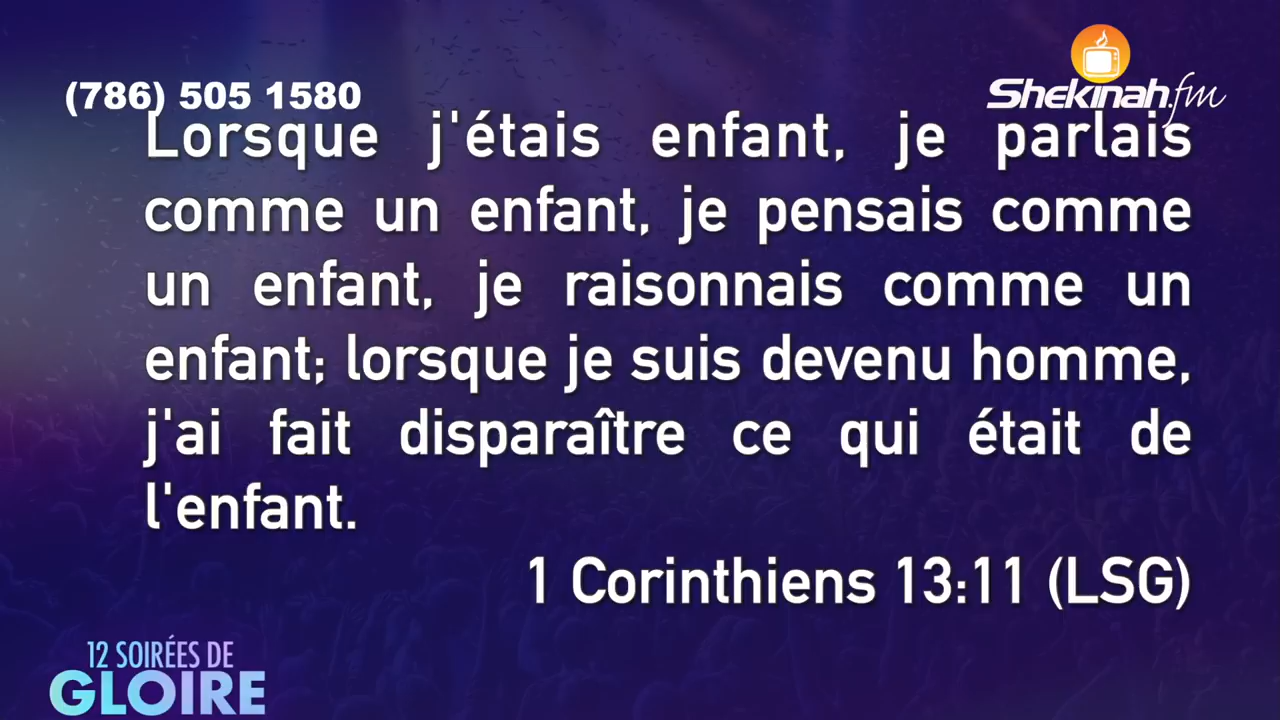 (786) 505 1580
Shekinah.fm
Lorsque j'étais enfant, je parlais
comme un enfant, je pensais comme
un enfant, je raisonnais comme un
enfant; lorsque je suis devenu homme,
j'ai fait disparaître ce qui était de
l'enfant.
1 Corinthiens 13:11 (LSG)
12 SOIRÉES DE
GLOIRE